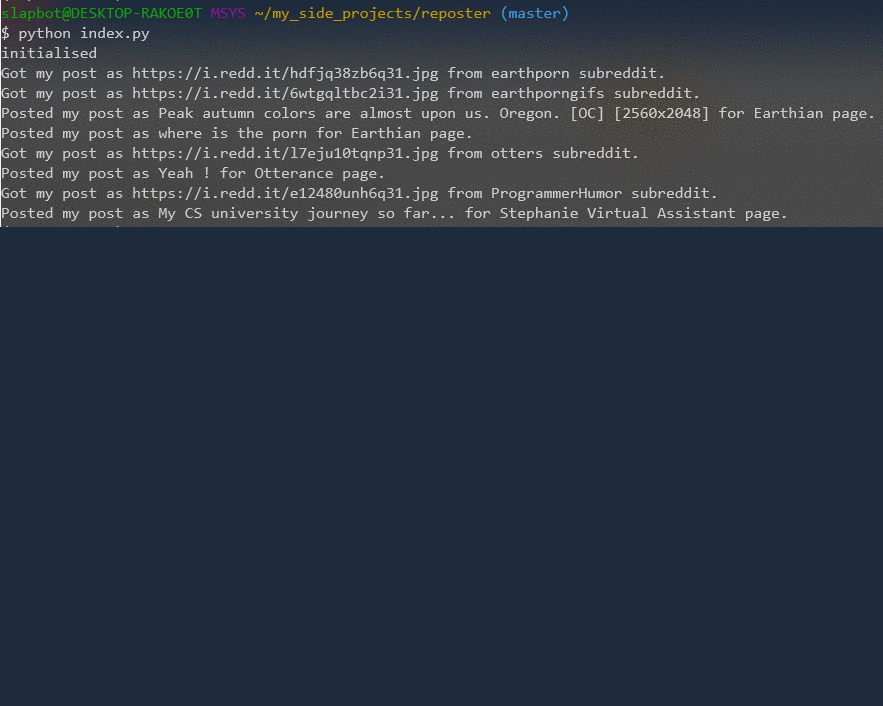 slapbot@DESKTOP-RAKOE0T MSYS ~/my_side_projects/reposter (master)
$ python index.py
initialised
Got my post as https://i.redd.it/hdfjq38zb6q31.jpg from earthporn subreddit.
Got my post as https://i.redd.it/6wtgqltbc2i31.jpg from earthporngifs subreddit.
Posted my post as Peak autumn colors are almost upon us. Oregon. [OC] [2560x2048] for Earthian page.
Posted my post as where is the porn for Earthian page.
Got my post as https://i.redd.it/l7eju10tqnp31.jpg from otters subreddit.
Posted my post as Yeah ! for Otterance page.
Got my post as https://i.redd.it/e12480unh6q31.jpg from ProgrammerHumor subreddit.
Posted my post as My CS university journey so far... for Stephanie Virtual Assistant page.